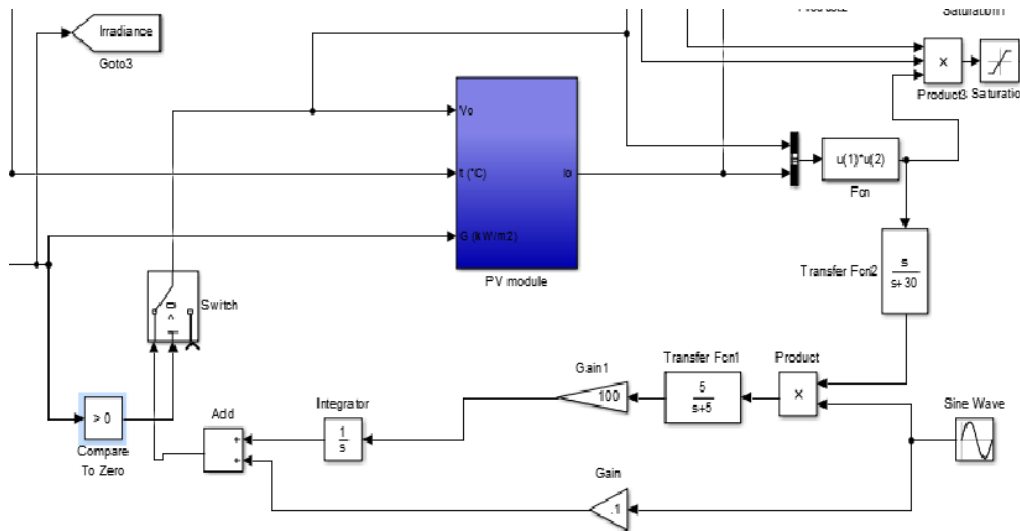 Irradiance
Goto3
Product3
Vo
t (°C)
Io
G (kW/m2)
PV module
u(1)*u(2)
Fcn
Transfer Fcn2
s
s+30
Switch
> 0
Compare
To Zero
Add
+
+
Integrator
1
s
Gain1
100
Transfer Fcn1
5
s+5
Product
×
Sine Wave
Gain
.1
×